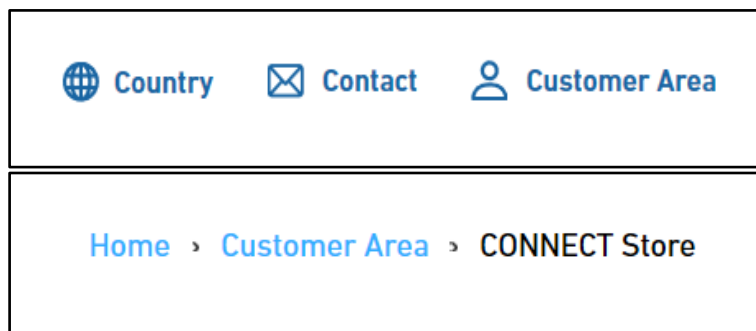 Country Contact Customer Area
Home › Customer Area › CONNECT Store